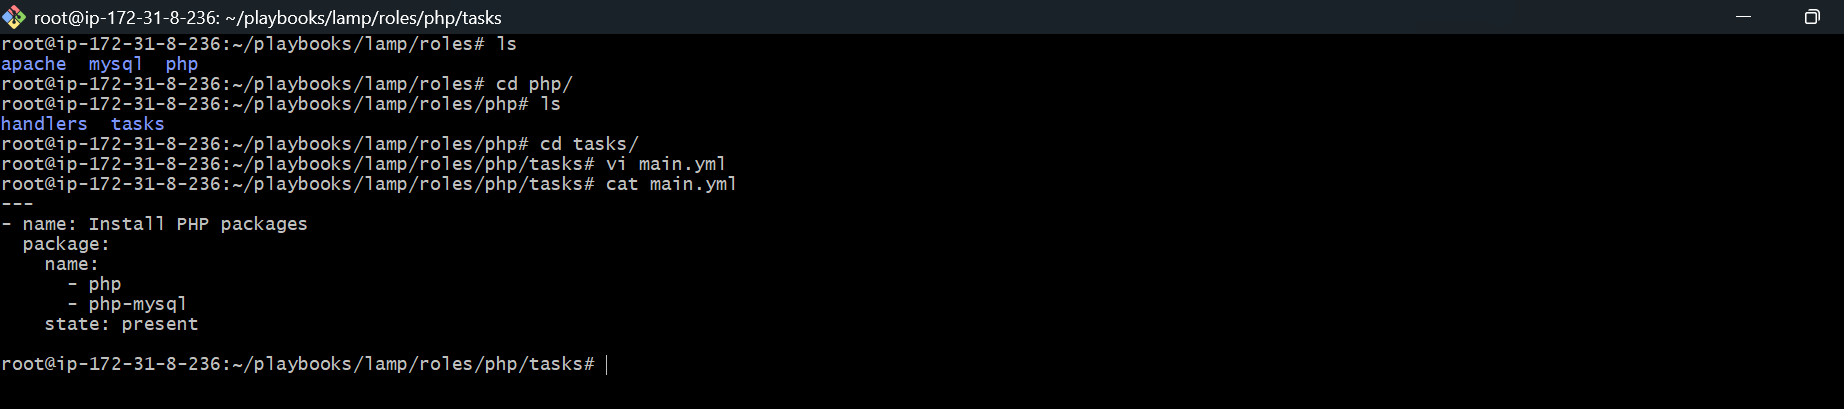 root@ip-172-31-8-236: ~/playbooks/lamp/roles/php/tasks
root@ip-172-31-8-236:~/playbooks/lamp/roles# ls
apache  mysql  php
root@ip-172-31-8-236:~/playbooks/lamp/roles# cd php/
root@ip-172-31-8-236:~/playbooks/lamp/roles/php# ls
handlers  tasks
root@ip-172-31-8-236:~/playbooks/lamp/roles/php# cd tasks/
root@ip-172-31-8-236:~/playbooks/lamp/roles/php/tasks# vi main.yml
root@ip-172-31-8-236:~/playbooks/lamp/roles/php/tasks# cat main.yml
---
- name: Install PHP packages
  package:
    name:
      - php
      - php-mysql
    state: present
root@ip-172-31-8-236:~/playbooks/lamp/roles/php/tasks#